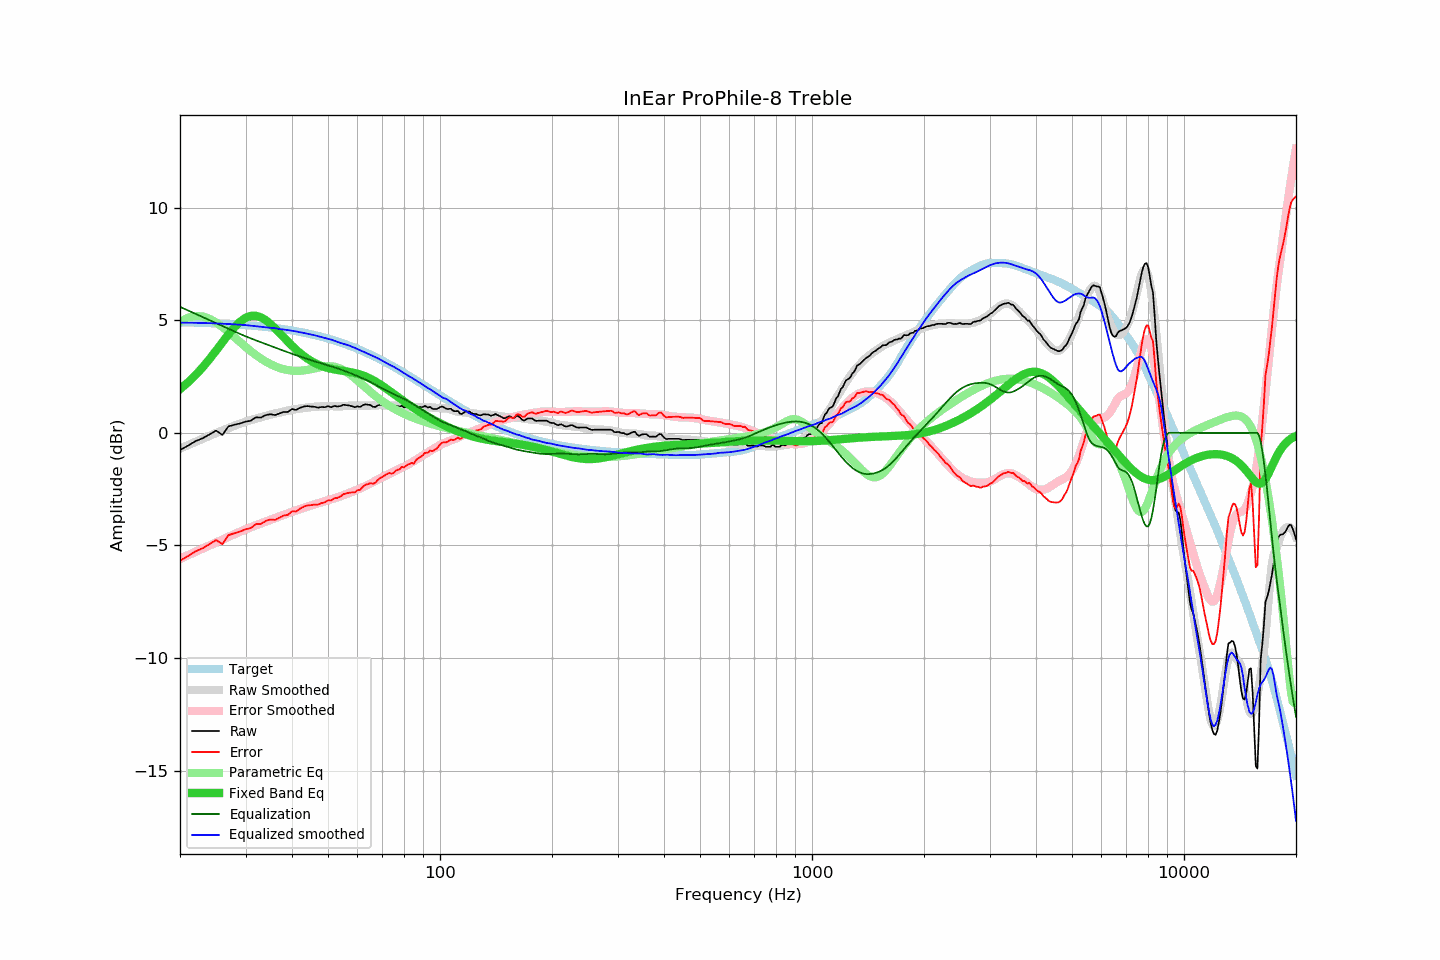 InEar ProPhile-8 Treble
10
5
0
−5
−10
−15
Amplitude (dBr)
Target
Raw Smoothed
Error Smoothed
Raw
Error
Parametric Eq
Fixed Band Eq
Equalization
Equalized smoothed
100
1000
10000
Frequency (Hz)